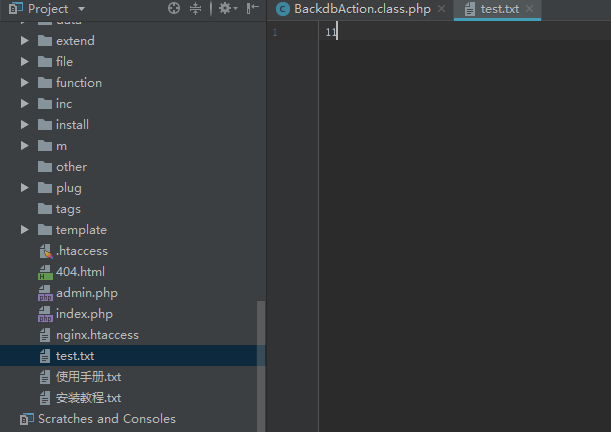 Project
data
extend
file
function
inc
install
m
other
plug
tags
template
.htaccess
404.html
admin.php
index.php
nginx.htaccess
test.txt
使用手册.txt
安装教程.txt
Scratches and Consoles
BackdbAction.class.php
test.txt
1
11